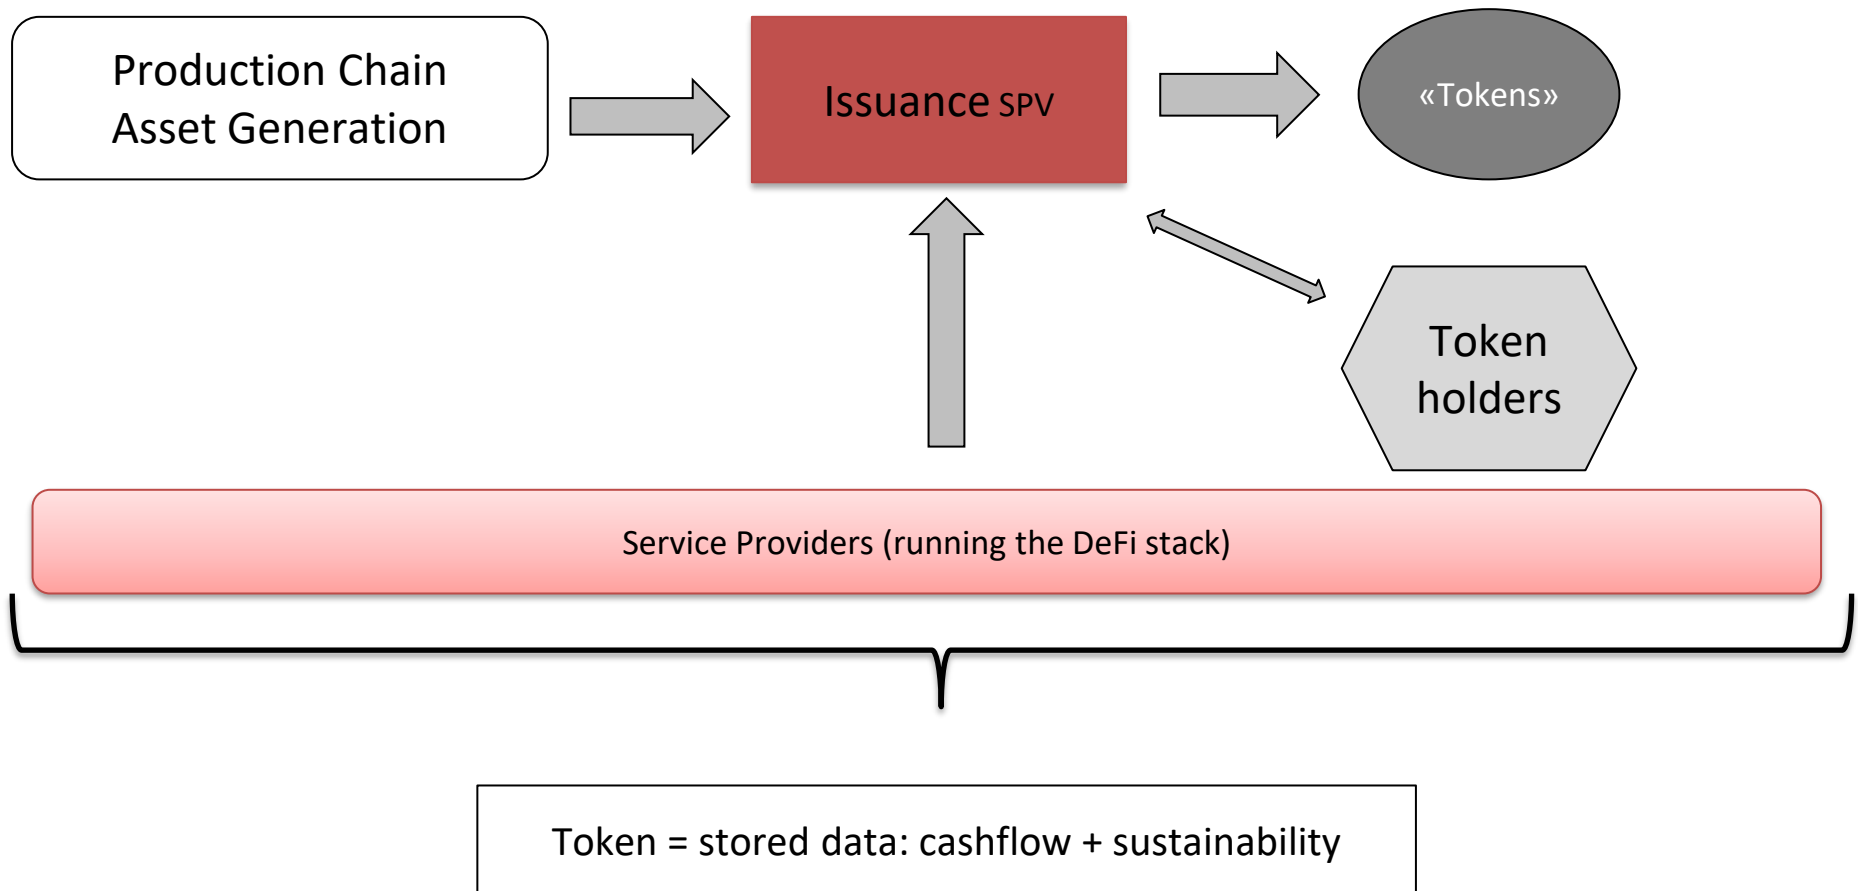 Production Chain
Asset Generation
Issuance SPV
«Tokens»
Token
holders
Service Providers (running the DeFi stack)
Token = stored data: cashflow + sustainability